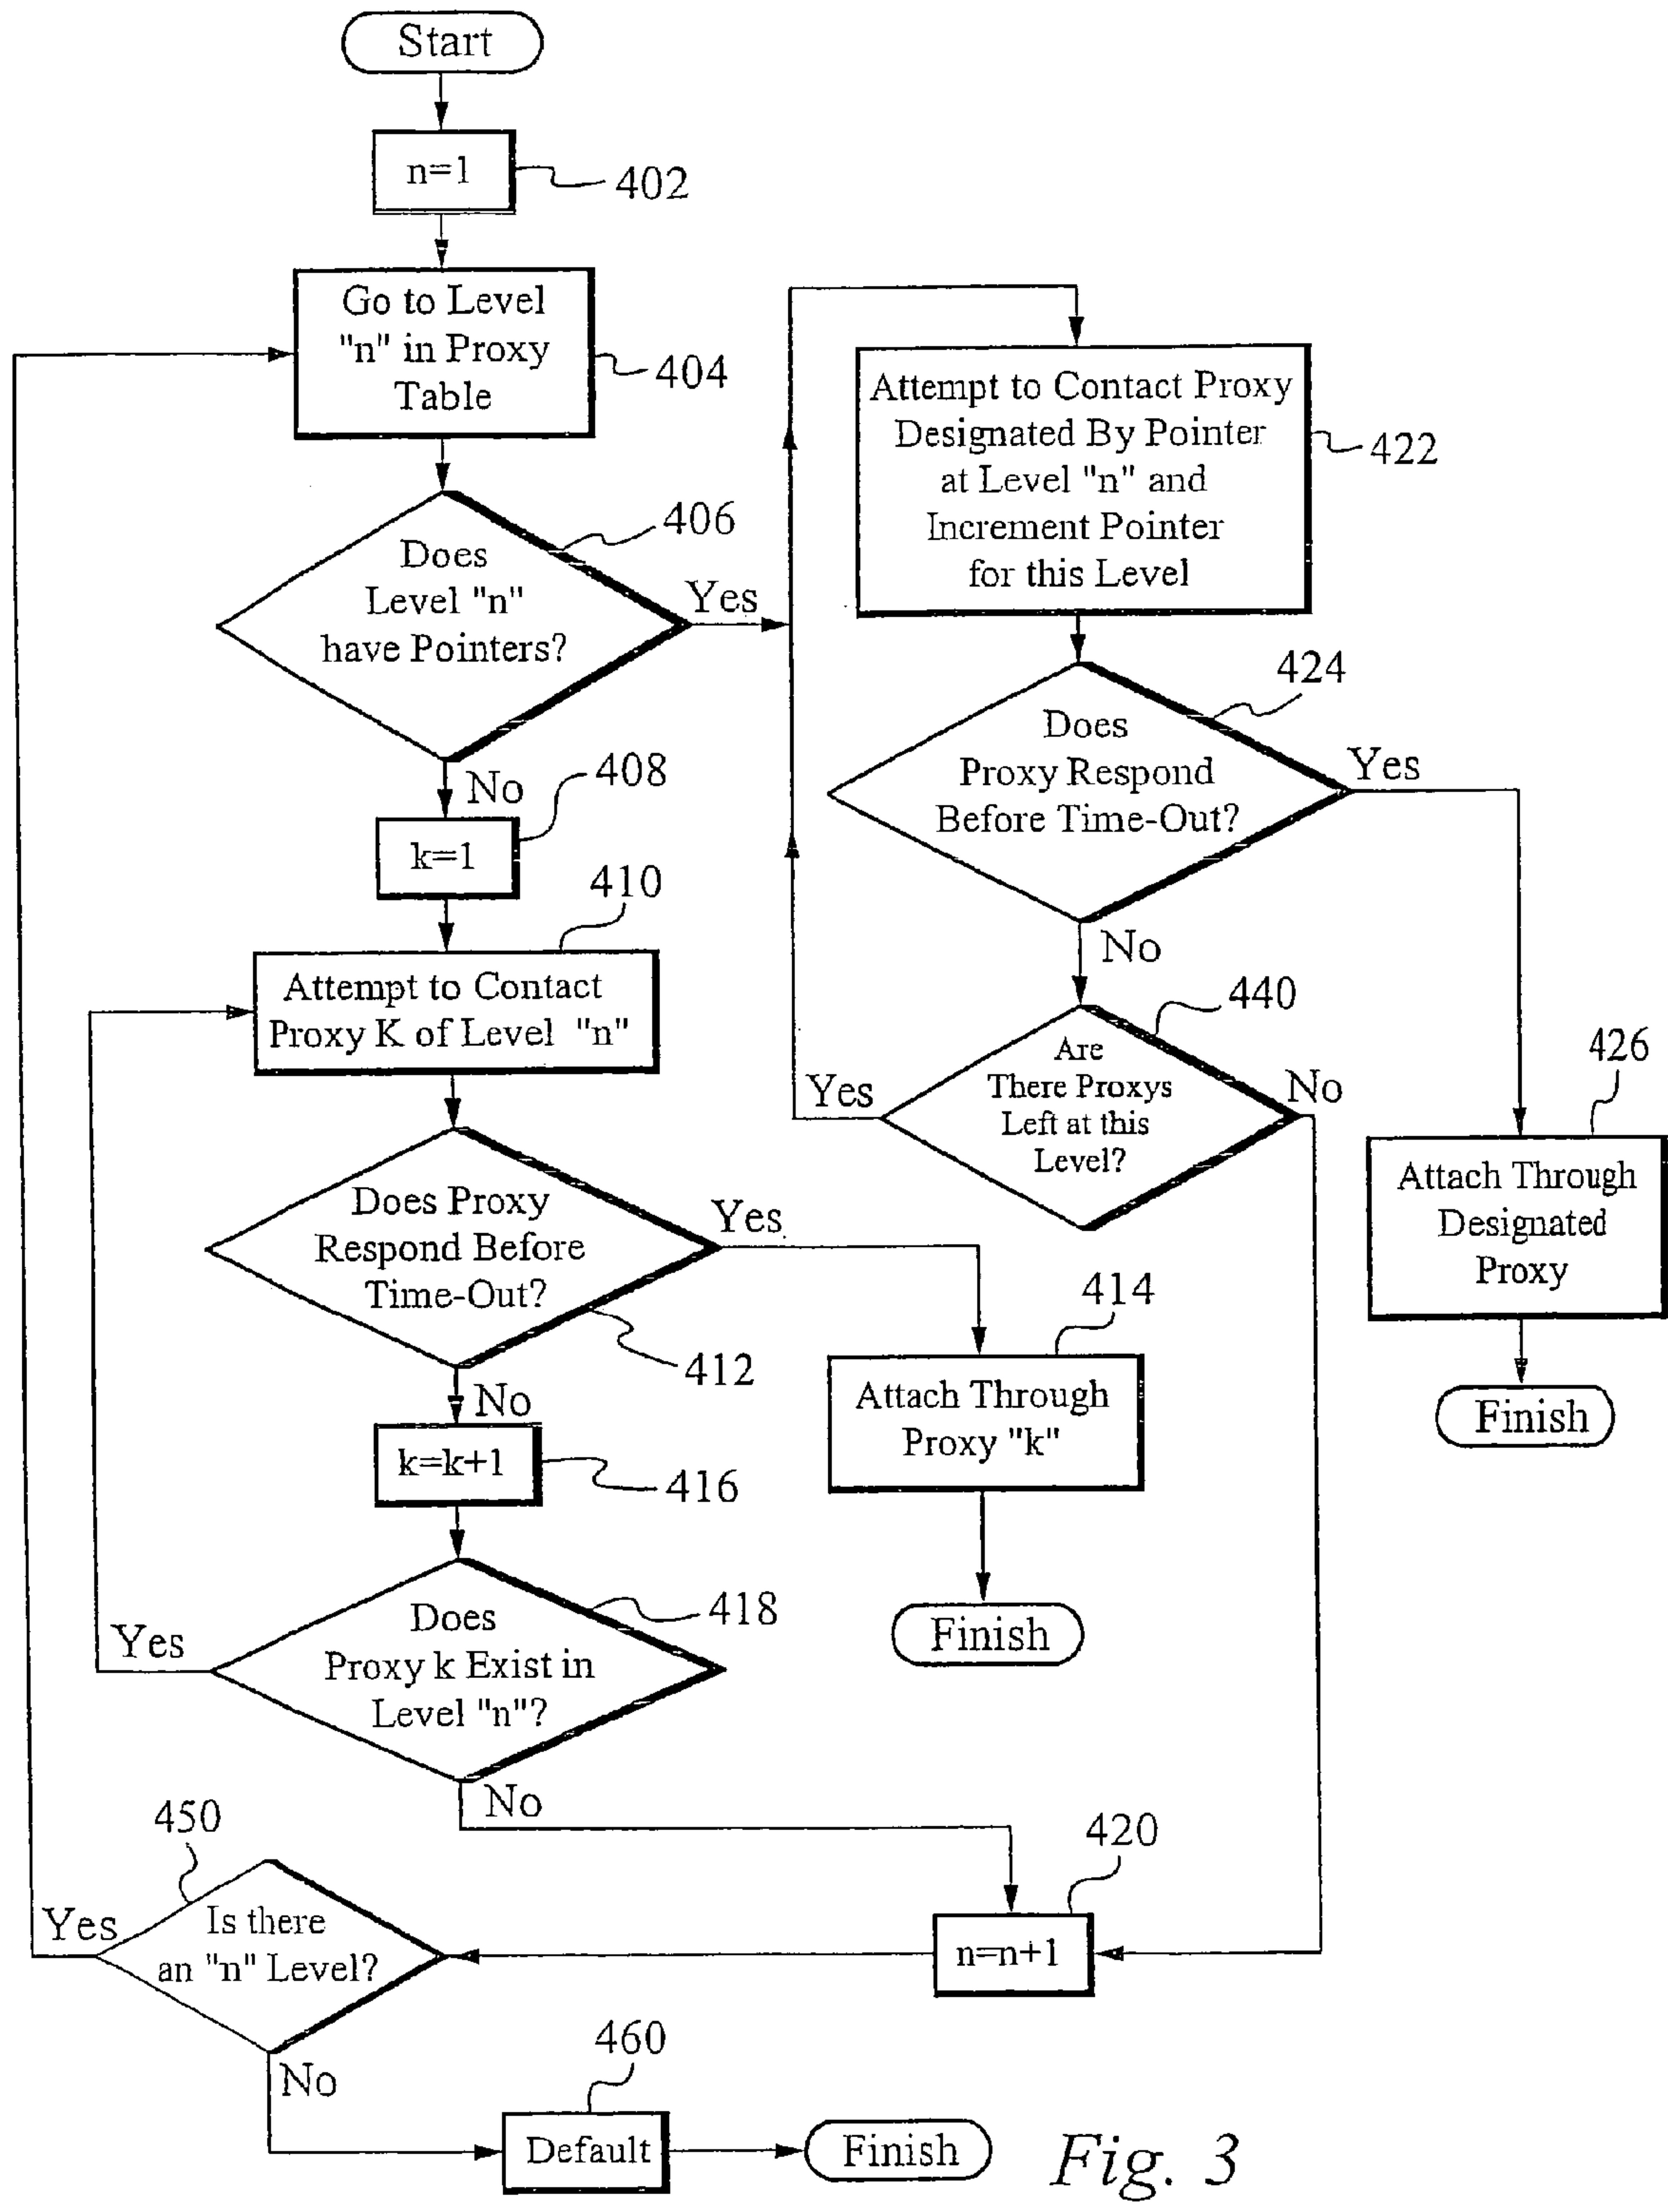 Start
n=1
402
Go to Level
"n" in Proxy
Table
404
Does
Level "n"
have Pointers?
406
Yes
No
408
k=1
410
Attempt to Contact
Proxy K of Level "n"
Does Proxy
Respond Before
Time-Out?
412
Yes
No
414
Attach Through
Proxy "k"
Finish
k=k+1
416
Does
Proxy k Exist in
Level "n"?
418
Yes
No
Attempt to Contact Proxy
Designated By Pointer
at Level "n" and
Increment Pointer
for this Level
422
424
Does
Proxy Respond
Before Time-Out?
Yes
No
440
Are
There Proxys
Left at this
Level?
Yes
No
426
Attach Through
Designated
Proxy
Finish
420
n=n+1
450
Is there
an "n" Level?
Yes
No
460
Default
Finish
Fig. 3